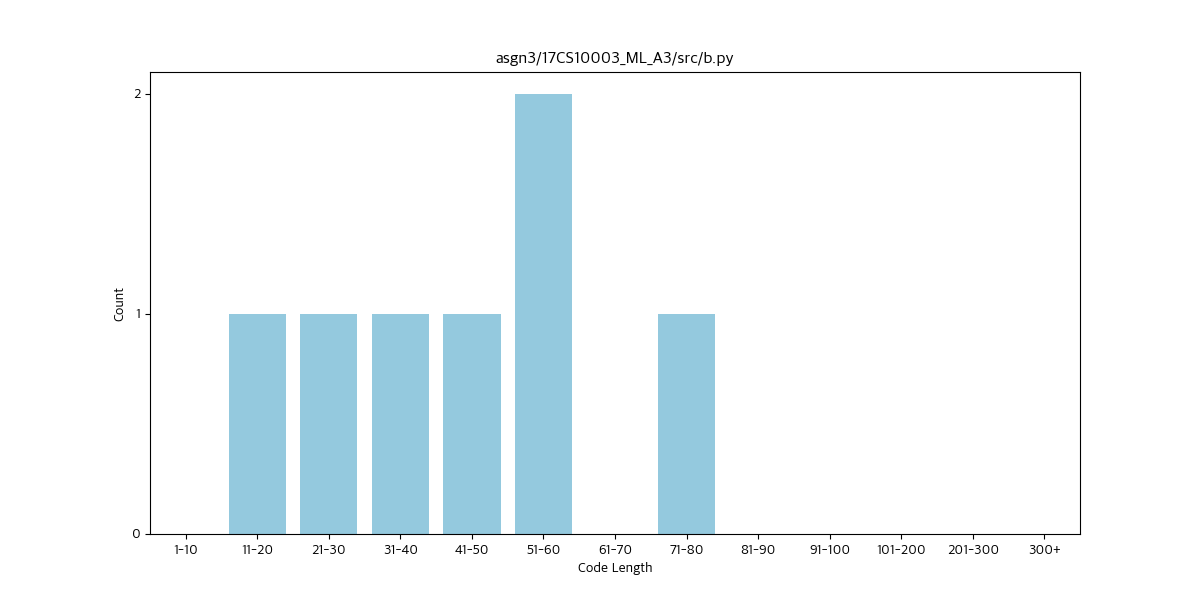 asgn3/17CS10003_ML_A3/src/b.py
2
1
0
Count
1-10 11-20 21-30 31-40 41-50 51-60 61-70 71-80 81-90 91-100 101-200 201-300 300+
Code Length